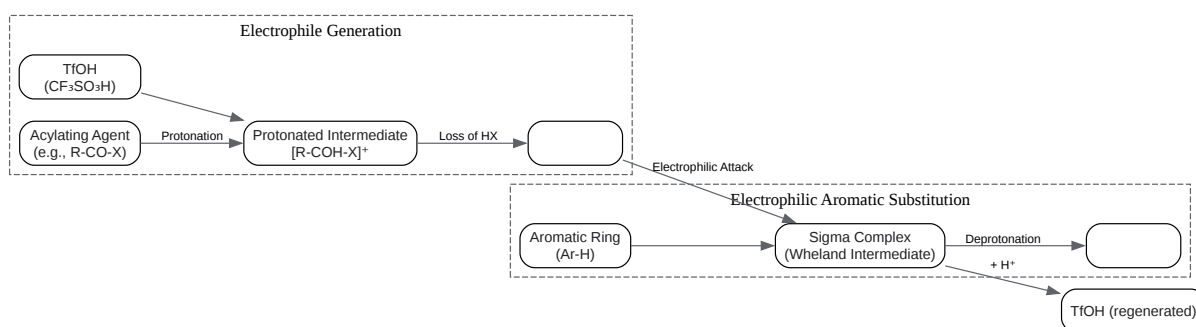 Electrophile Generation
TfOH
(CF₃SO₃H)
Acylating Agent
(e.g., R-CO-X)
Protonation
Protonated Intermediate
[R-COH-X]⁺
Loss of HX
Electrophilic Attack
Electrophilic Aromatic Substitution
Aromatic Ring
(Ar-H)
Sigma Complex
(Wheland Intermediate)
Deprotonation
+ H⁺
TfOH (regenerated)